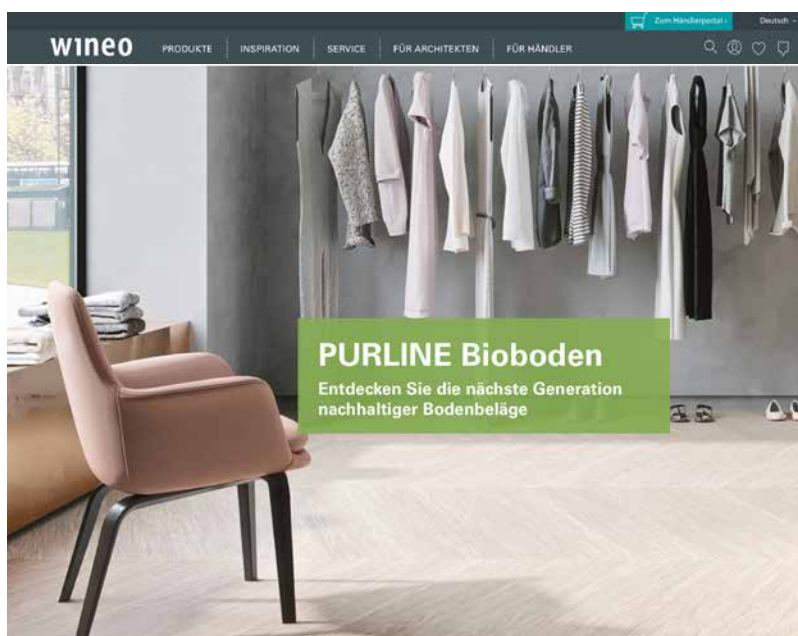 Zum Händlerportal ›
Deutsch
wineo
PRODUKTE
INSPIRATION
SERVICE
FÜR ARCHITEKTEN
FÜR HÄNDLER
PURLINE Bioboden
Entdecken Sie die nächste Generation
nachhaltiger Bodenbeläge